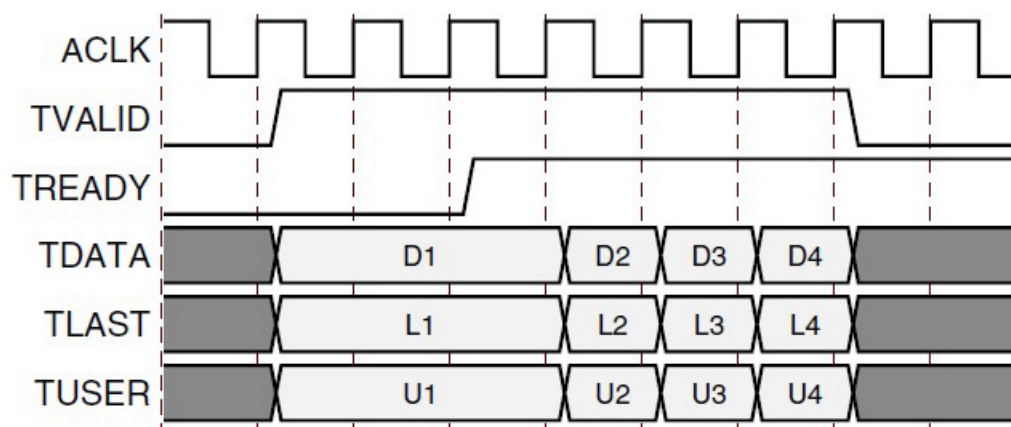 ACLK
TVALID
TREADY
TDATA D1 D2 D3 D4
TLAST L1 L2 L3 L4
TUSER U1 U2 U3 U4